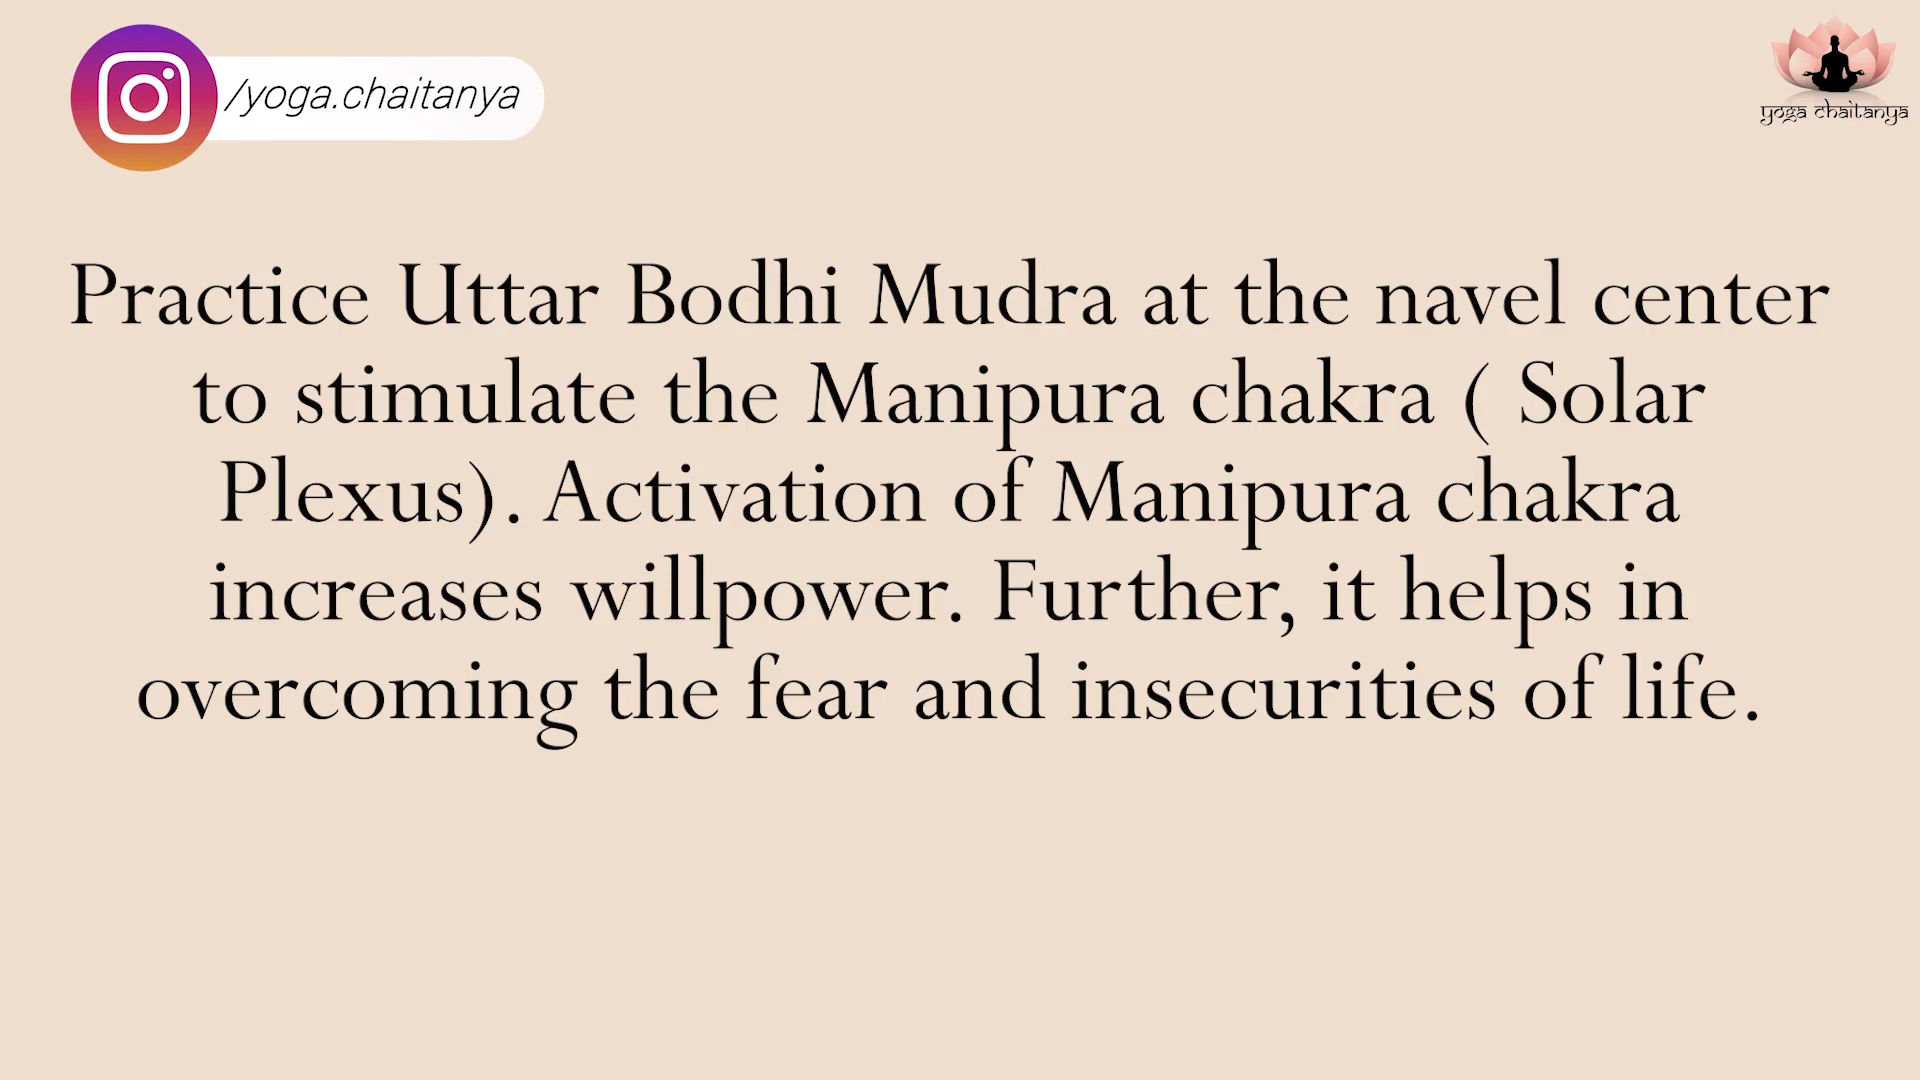 /yoga.chaitanya
yoga chaitanya
Practice Uttar Bodhi Mudra at the navel center
to stimulate the Manipura chakra ( Solar
Plexus). Activation of Manipura chakra
increases willpower. Further, it helps in
overcoming the fear and insecurities of life.